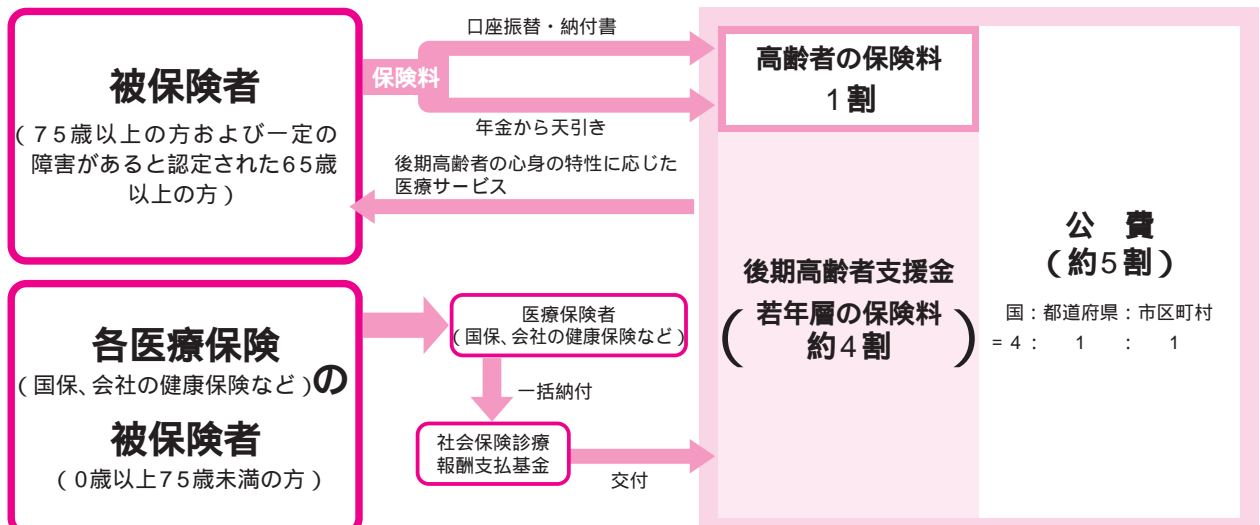 被保険者
(75歳以上の方および一定の
障害があると認定された65歳
以上の方)
保険料
口座振替・納付書
年金から天引き
後期高齢者の心身の特性に応じた
医療サービス
高齢者の保険料
1割
後期高齢者支援金
(若年層の保険料
約4割)
公 費
(約5割)
国:都道府県:市区町村
=4: 1 : 1
各医療保険
(国保、会社の健康保険など)の
被保険者
(0歳以上75歳未満の方)
医療保険者
(国保、会社の健康保険など)
一括納付
社会保険診療
報酬支払基金
交付